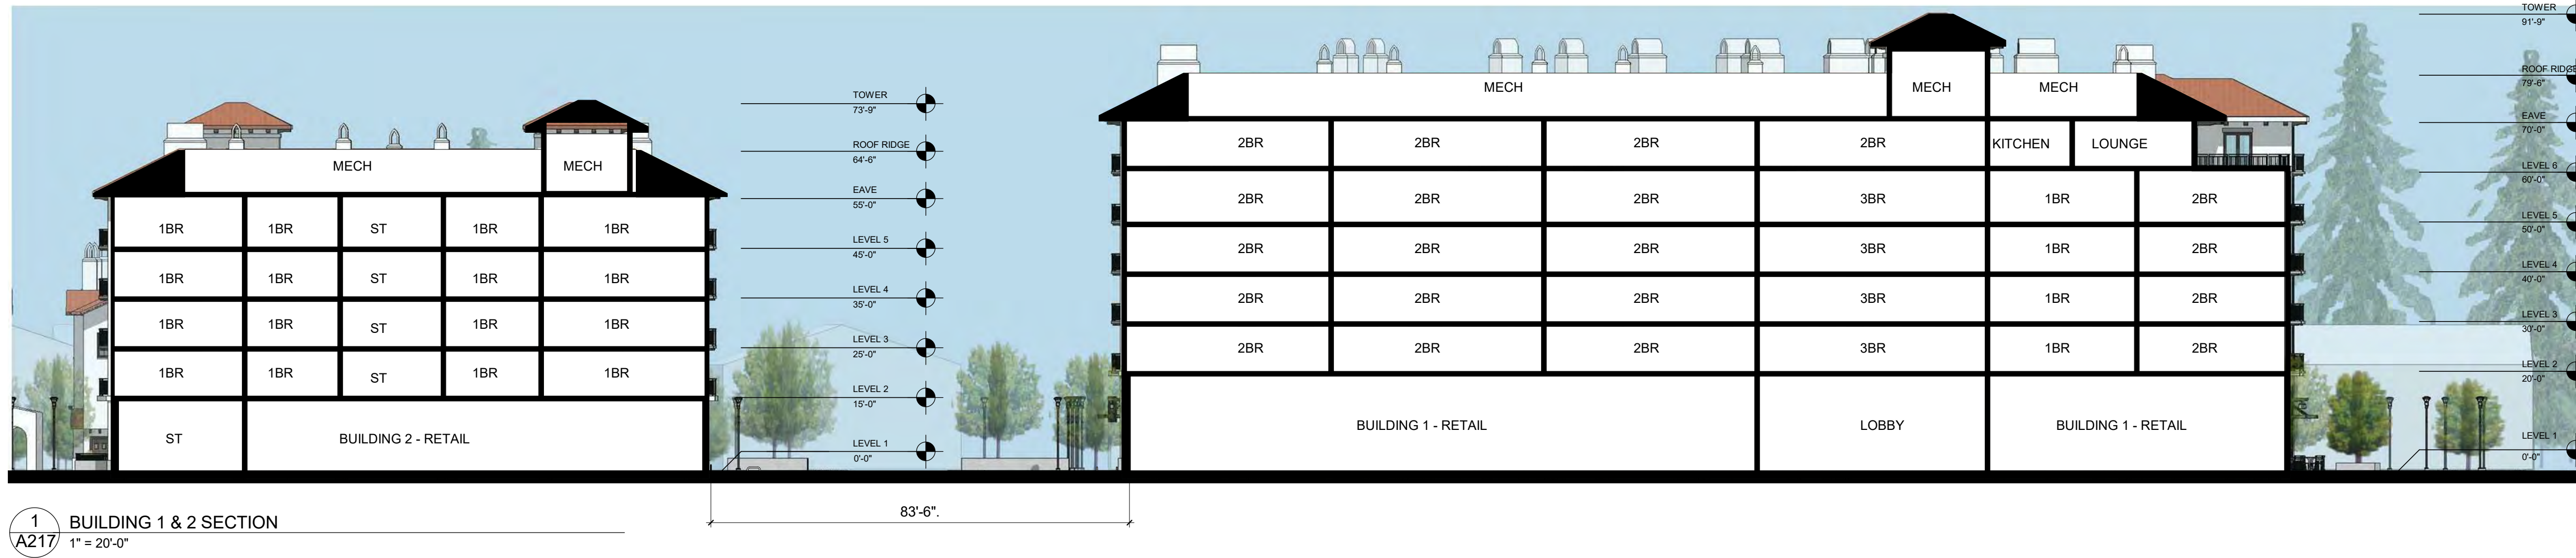 TOWER
91'-9"
TOWER
73'-9"
ROOF RIDGE
79'-6"
MECH
MECH
MECH
ROOF RIDGE
64'-6"
EAVE
70'-0"
MECH
MECH
2BR
2BR
2BR
2BR
KITCHEN
LOUNGE
EAVE
55'-0"
LEVEL 6
60'-0"
1BR
1BR
ST
1BR
1BR
2BR
2BR
2BR
3BR
1BR
2BR
LEVEL 5
45'-0"
LEVEL 5
50'-0"
1BR
1BR
ST
1BR
1BR
2BR
2BR
2BR
3BR
1BR
2BR
LEVEL 4
35'-0"
LEVEL 4
40'-0"
1BR
1BR
ST
1BR
1BR
2BR
2BR
2BR
3BR
1BR
2BR
LEVEL 3
25'-0"
LEVEL 3
30'-0"
1BR
1BR
ST
1BR
1BR
2BR
2BR
2BR
3BR
1BR
2BR
LEVEL 2
15'-0"
LEVEL 2
20'-0"
ST
BUILDING 2 - RETAIL
BUILDING 1 - RETAIL
LOBBY
BUILDING 1 - RETAIL
LEVEL 1
0'-0"
LEVEL 1
0'-0"
83'-6".
1
A217
BUILDING 1 & 2 SECTION
1" = 20'-0"